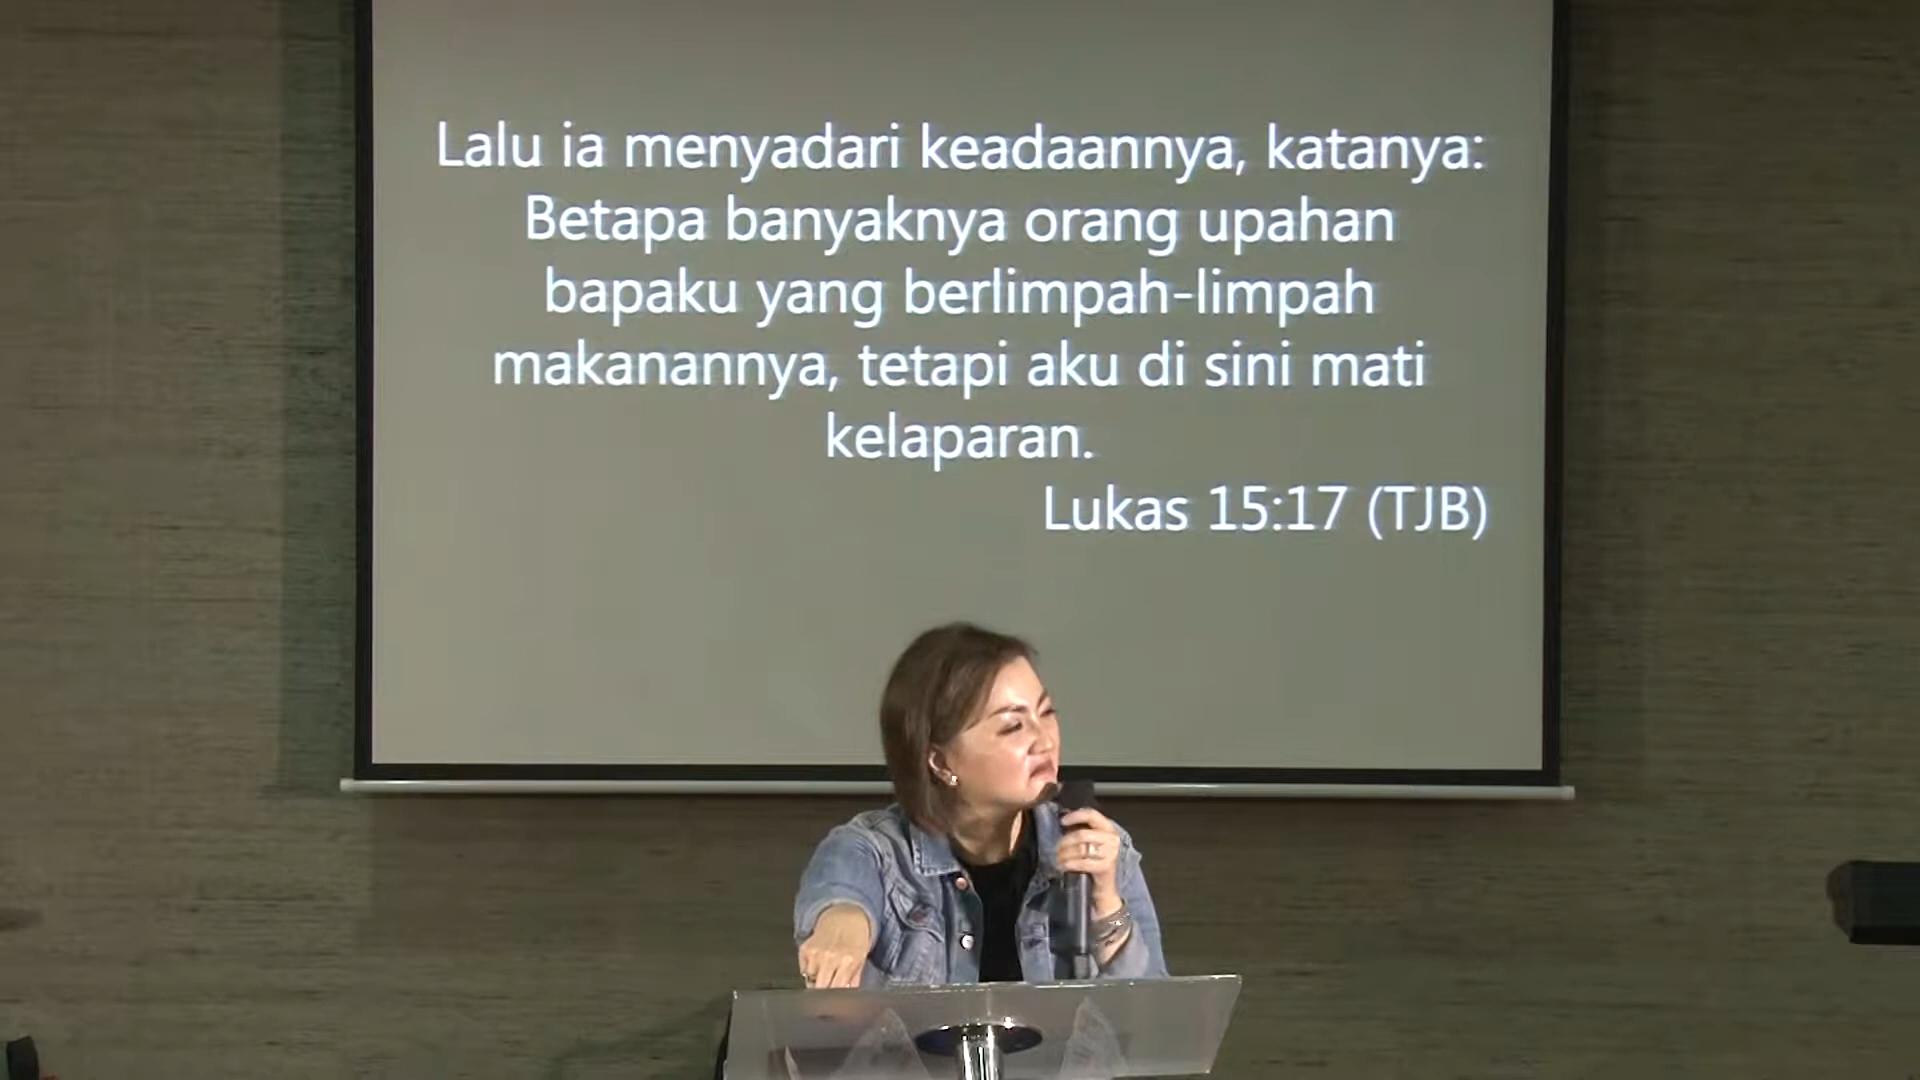 Lalu ia menyadari keadaannya, katanya:
Betapa banyaknya orang upahan
bapaku yang berlimpah-limpah
makanannya, tetapi aku di sini mati
kelaparan.
Lukas 15:17 (TJB)